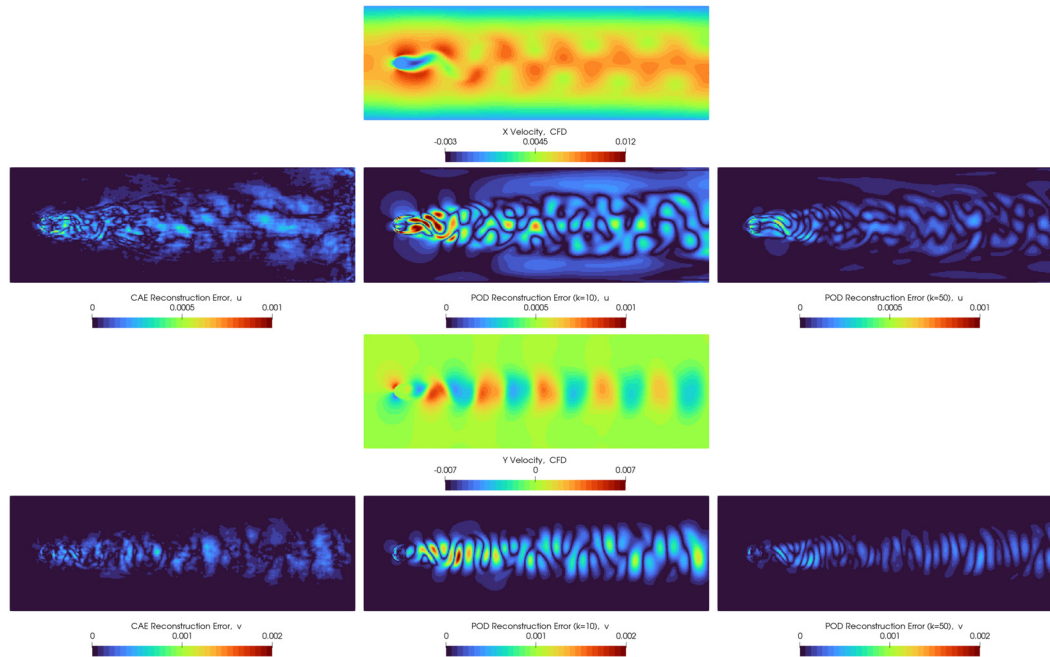 X Velocity, CFD
-0.003 0.0045 0.012
CAE Reconstruction Error, u
0 0.0005 0.001
POD Reconstruction Error (k=10), u
0 0.0005 0.001
POD Reconstruction Error (k=50), u
0 0.0005 0.001
Y Velocity, CFD
-0.007 0 0.007
CAE Reconstruction Error, v
0 0.001 0.002
POD Reconstruction Error (k=10), v
0 0.001 0.002
POD Reconstruction Error (k=50), v
0 0.001 0.002